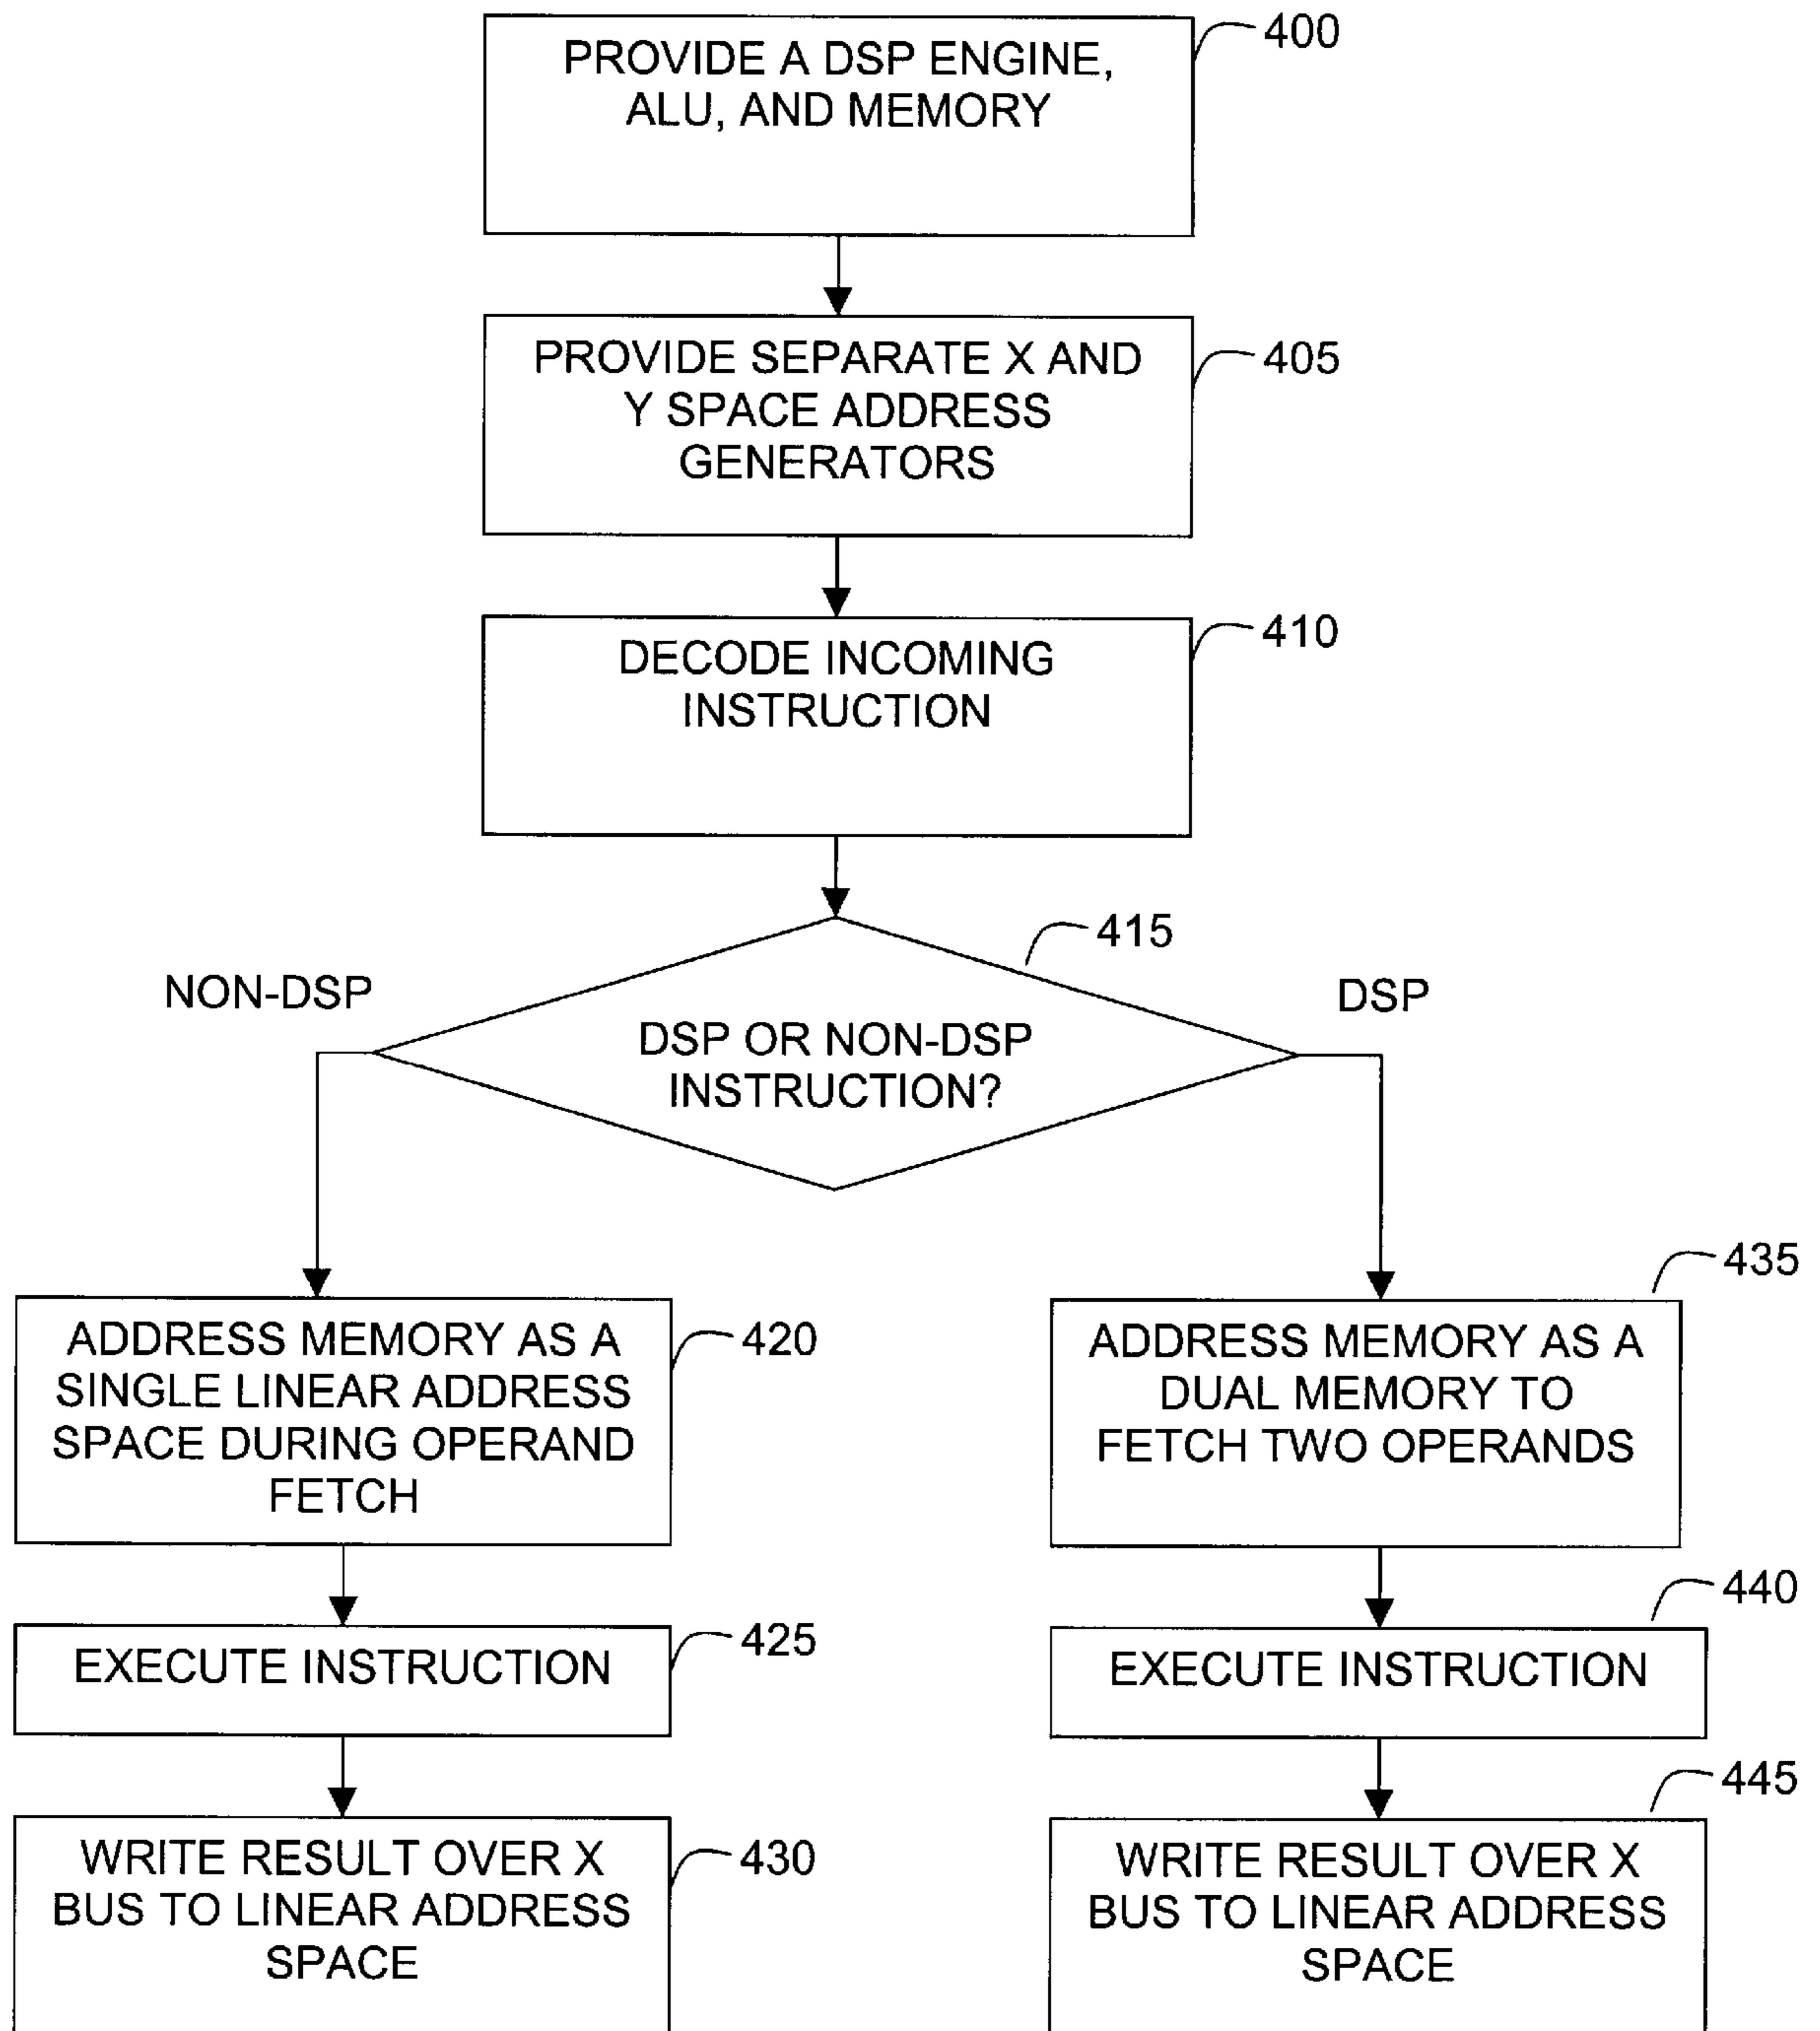 PROVIDE A DSP ENGINE,
ALU, AND MEMORY
400
PROVIDE SEPARATE X AND
Y SPACE ADDRESS
GENERATORS
405
DECODE INCOMING
INSTRUCTION
410
415
NON-DSP
DSP
DSP OR NON-DSP
INSTRUCTION?
ADDRESS MEMORY AS A
SINGLE LINEAR ADDRESS
SPACE DURING OPERAND
FETCH
420
EXECUTE INSTRUCTION
425
WRITE RESULT OVER X
BUS TO LINEAR ADDRESS
SPACE
430
435
ADDRESS MEMORY AS A
DUAL MEMORY TO
FETCH TWO OPERANDS
440
EXECUTE INSTRUCTION
445
WRITE RESULT OVER X
BUS TO LINEAR ADDRESS
SPACE